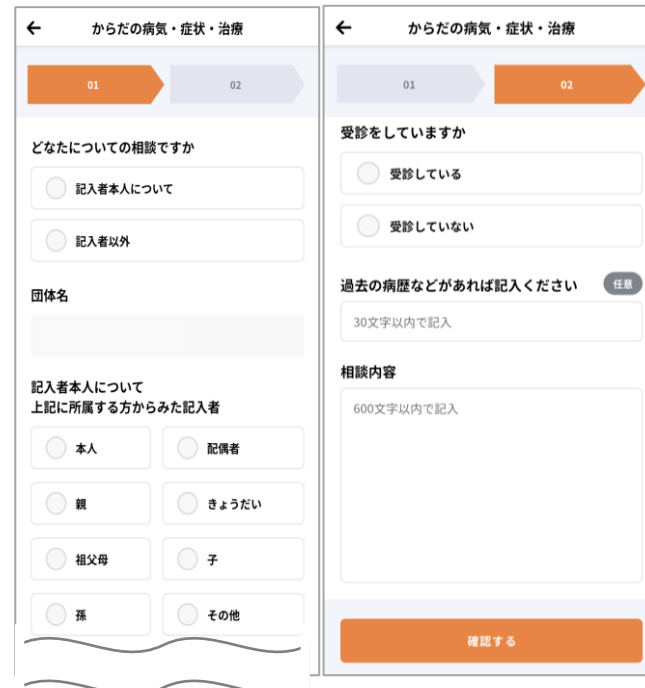 からだの病気・症状・治療
01
02
どなたについての相談ですか
記入者本人について
記入者以外
団体名
記入者本人について
上記に所属する方からみた記入者
本人
配偶者
親
きょうだい
祖父母
子
孫
その他
からだの病気・症状・治療
01
02
受診をしていますか
受診している
受診していない
過去の病歴などがあれば記入ください
任意
30文字以内で記入
相談内容
600文字以内で記入
確認する